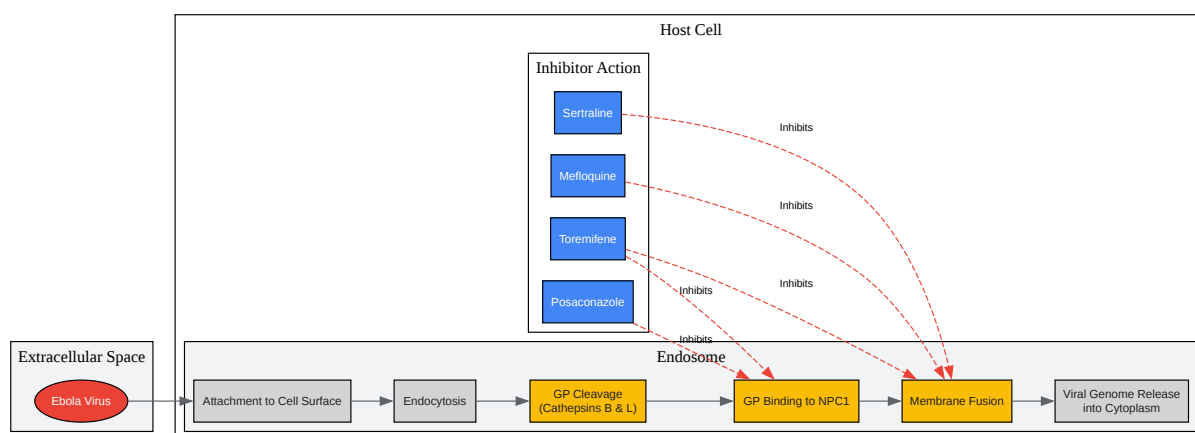 Host Cell
Inhibitor Action
Sertraline
Inhibits
Mefloquine
Inhibits
Toremifene
Inhibits
Inhibits
Posaconazole
Inhibits
Extracellular Space
Endosome
Ebola Virus
Attachment to Cell Surface
Endocytosis
GP Cleavage
(Cathepsins B & L)
GP Binding to NPC1
Membrane Fusion
Viral Genome Release
into Cytoplasm